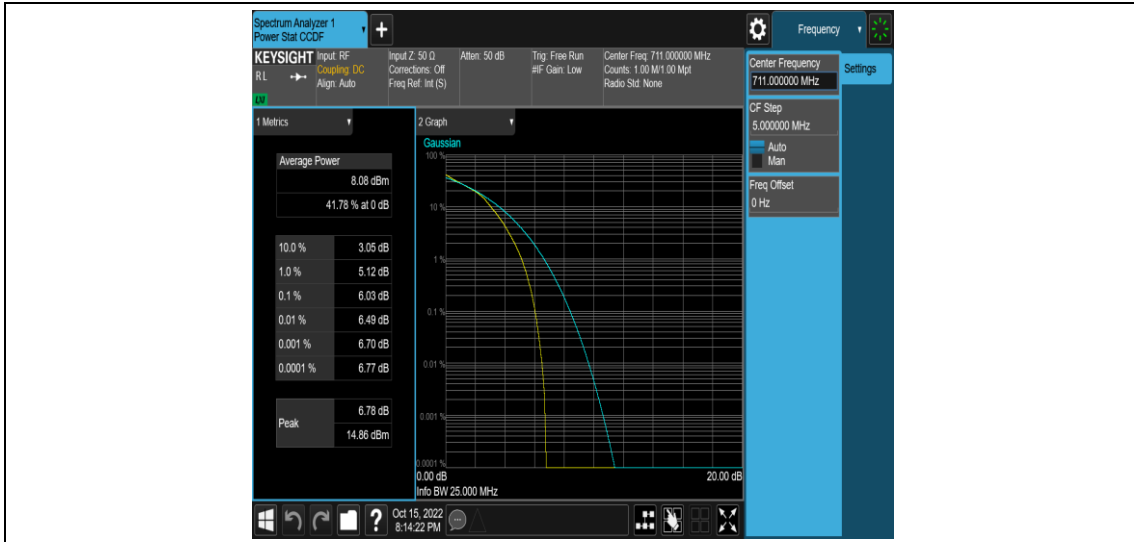 Spectrum Analyzer 1
Power Stat CCDF
+
Frequency
KEYSIGHT
RL
LXI
Input: RF
Coupling: DC
Align: Auto
Input Z: 50 Ω
Corrections: Off
Freq Ref: Int (S)
Atten: 50 dB
Trig: Free Run
#IF Gain: Low
Center Freq: 711.000000 MHz
Counts: 1.00 M/1.00 Mpt
Radio Std: None
Center Frequency
711.000000 MHz
Settings
CF Step
5.000000 MHz
Auto
Man
Freq Offset
0 Hz
1 Metrics
Average Power
8.08 dBm
41.78 % at 0 dB
10.0 % 3.05 dB
1.0 % 5.12 dB
0.1 % 6.03 dB
0.01 % 6.49 dB
0.001 % 6.70 dB
0.0001 % 6.77 dB
Peak
6.78 dB
14.86 dBm
2 Graph
Gaussian
100 %
10 %
1 %
0.1 %
0.01 %
0.001 %
0.0001 %
0.00 dB 20.00 dB
Info BW 25.000 MHz
?
Oct 15, 2022
8:14:22 PM